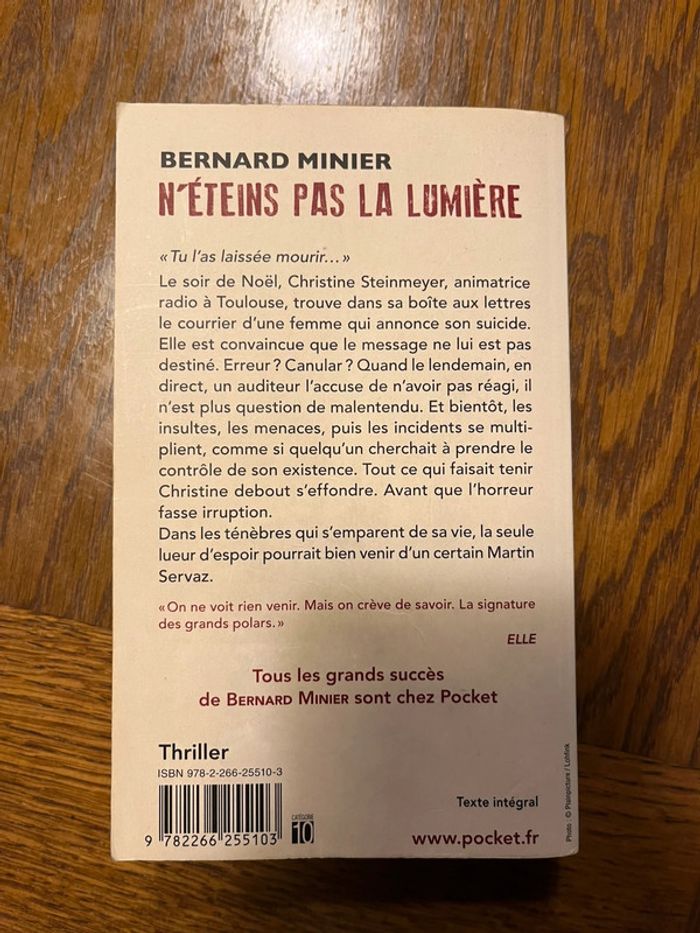 BERNARD MINIER
N'ÉTEINS PAS LA LUMIÈRE
« Tu l'as laissée mourir... »
Le soir de Noël, Christine Steinmeyer, animatrice
radio à Toulouse, trouve dans sa boîte aux lettres
le courrier d'une femme qui annonce son suicide.
Elle est convaincue que le message ne lui est pas
destiné. Erreur ? Canular ? Quand le lendemain, en
direct, un auditeur l'accuse de n'avoir pas réagi, il
n'est plus question de malentendu. Et bientôt, les
insultes, les menaces, puis les incidents se multi-
plient, comme si quelqu'un cherchait à prendre le
contrôle de son existence. Tout ce qui faisait tenir
Christine debout s'effondre. Avant que l'horreur
fasse irruption.
Dans les ténèbres qui s'emparent de sa vie, la seule
lueur d'espoir pourrait bien venir d'un certain Martin
Servaz.
« On ne voit rien venir. Mais on crève de savoir. La signature
des grands polars. »
ELLE
Tous les grands succès
de BERNARD MINIER sont chez Pocket
Thriller
ISBN 978-2-266-25510-3
9 782266 255103
CATÉGORIE
10
Texte intégral
www.pocket.fr
Photo : © Plainpicture / Lohfink